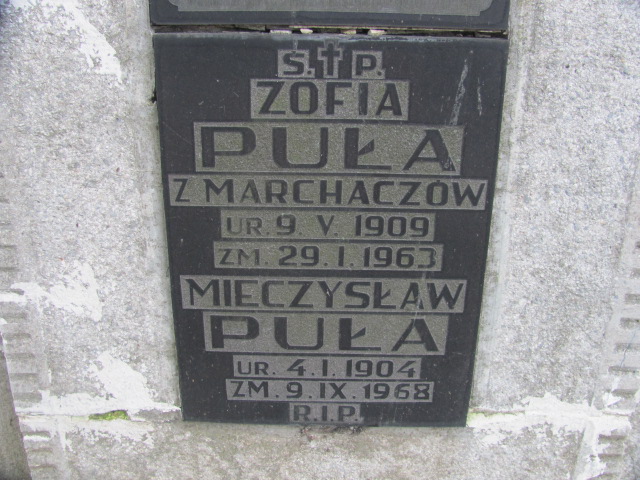 Ś.†P.
ZOFIA
PUŁA
Z MARCHACZÓW
UR. 9. V. 1909
ZM. 29. I. 1963
MIECZYSŁAW
PUŁA
UR. 4. I. 1904
ZM. 9. IX. 1968
R.I.P.